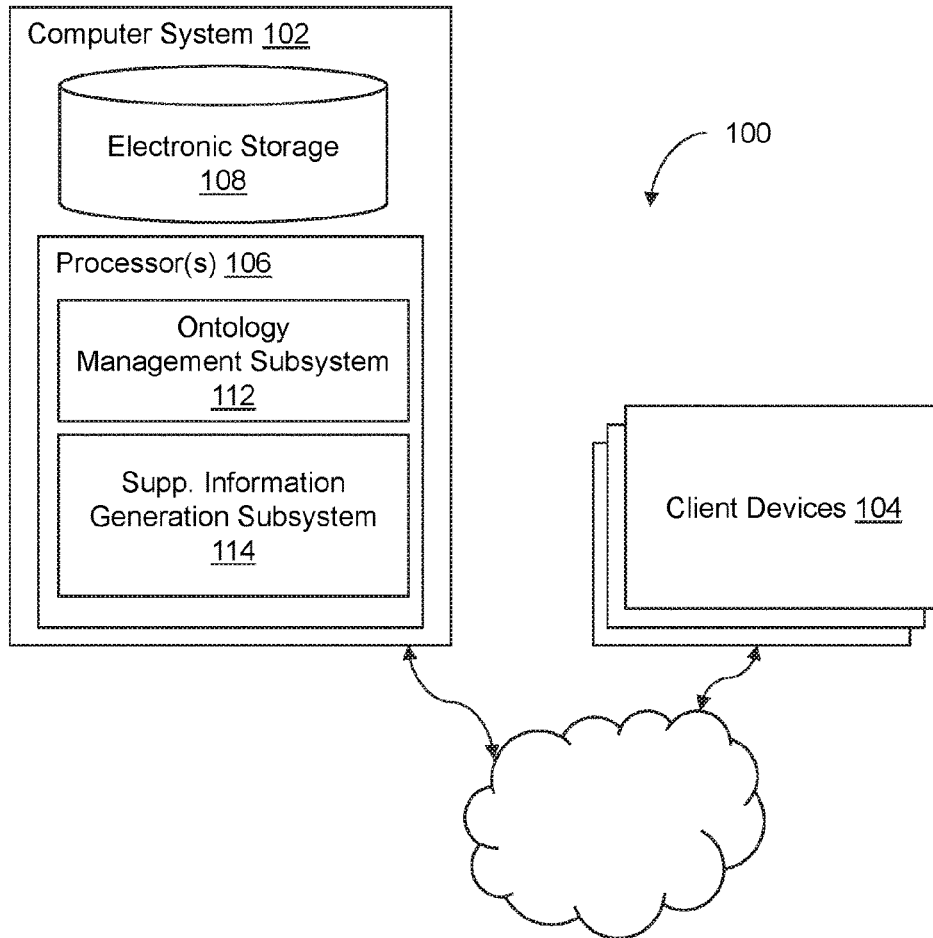 Computer System 102
Electronic Storage
108
100
Processor(s) 106
Ontology
Management Subsystem
112
Supp. Information
Generation Subsystem
114
Client Devices 104